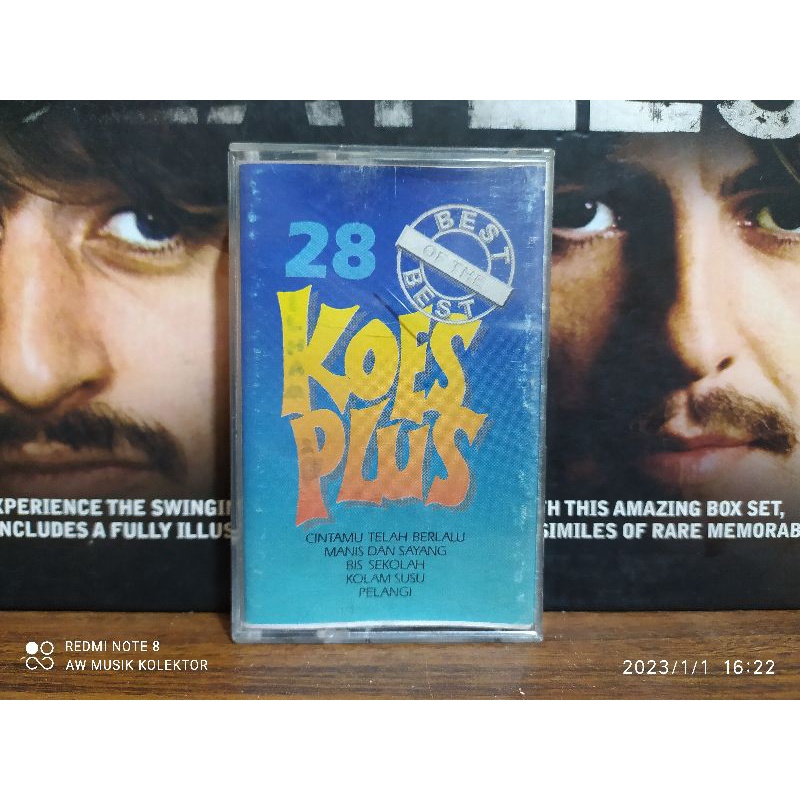 28
BEST
OF THE
BEST
KOES
PLUS
CINTAMU TELAH BERLALU
MANIS DAN SAYANG
BIS SEKOLAH
KOLAM SUSU
PELANGI
XPERIENCE THE SWINGI
NCLUDES A FULLY ILLUS
H THIS AMAZING BOX SET,
SIMILES OF RARE MEMORAB
REDMI NOTE 8
AW MUSIK KOLEKTOR
2023/1/1 16:22